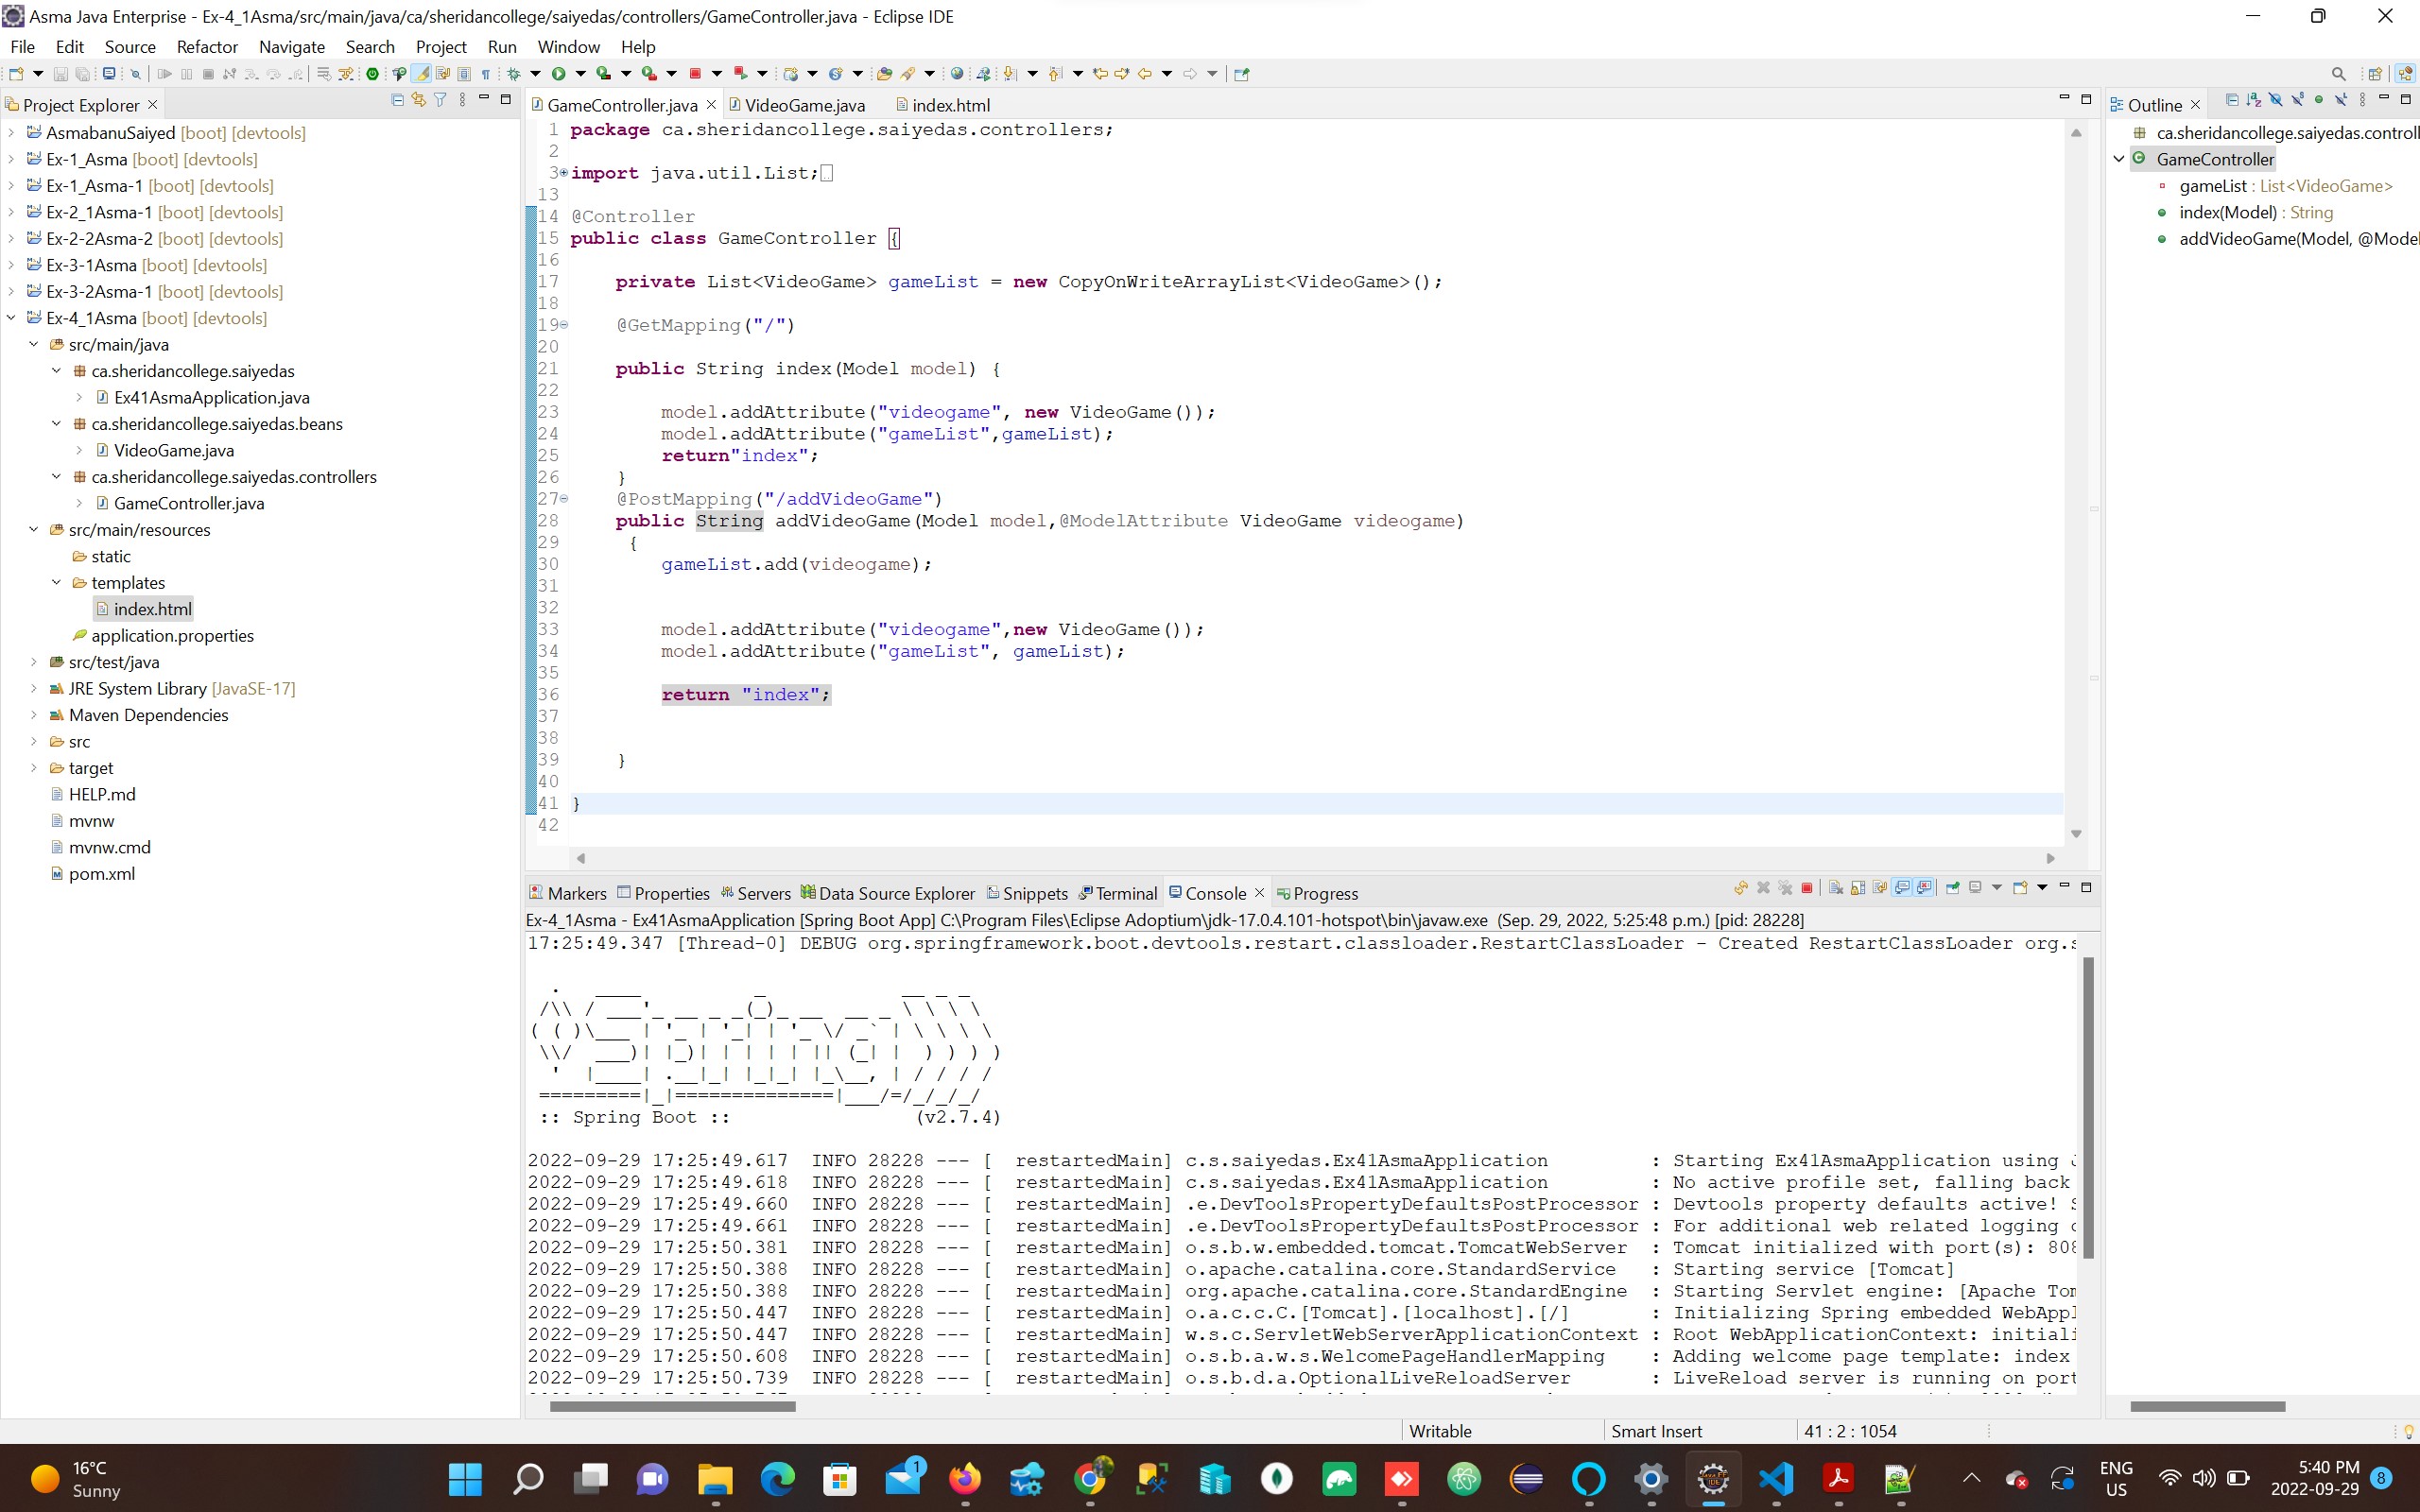 Asma Java Enterprise - Ex-4_1Asma/src/main/java/ca/sheridancollege/saiyedas/controllers/GameController.java - Eclipse IDE
File Edit Source Refactor Navigate Search Project Run Window Help
Project Explorer
AsmabanuSaiyed [boot] [devtools]
Ex-1_Asma [boot] [devtools]
Ex-1_Asma-1 [boot] [devtools]
Ex-2_1Asma-1 [boot] [devtools]
Ex-2-2Asma-2 [boot] [devtools]
Ex-3-1Asma [boot] [devtools]
Ex-3-2Asma-1 [boot] [devtools]
Ex-4_1Asma [boot] [devtools]
src/main/java
ca.sheridancollege.saiyedas
Ex41AsmaApplication.java
ca.sheridancollege.saiyedas.beans
VideoGame.java
ca.sheridancollege.saiyedas.controllers
GameController.java
src/main/resources
static
templates
index.html
application.properties
src/test/java
JRE System Library [JavaSE-17]
Maven Dependencies
src
target
HELP.md
mvnw
mvnw.cmd
pom.xml
GameController.java VideoGame.java index.html
1 package ca.sheridancollege.saiyedas.controllers;
2
3 import java.util.List;
13
14 @Controller
15 public class GameController {
16
17 private List<VideoGame> gameList = new CopyOnWriteArrayList<VideoGame>();
18
19 @GetMapping("/")
20
21 public String index(Model model) {
22
23 model.addAttribute("videogame", new VideoGame());
24 model.addAttribute("gameList",gameList);
25 return"index";
26 }
27 @PostMapping("/addVideoGame")
28 public String addVideoGame(Model model,@ModelAttribute VideoGame videogame)
29 {
30 gameList.add(videogame);
31
32
33 model.addAttribute("videogame",new VideoGame());
34 model.addAttribute("gameList", gameList);
35
36 return "index";
37
38
39 }
40
41 }
42
Outline
ca.sheridancollege.saiyedas.controll
GameController
gameList : List<VideoGame>
index(Model) : String
addVideoGame(Model, @Model
Markers Properties Servers Data Source Explorer Snippets Terminal Console Progress
Ex-4_1Asma - Ex41AsmaApplication [Spring Boot App] C:\Program Files\Eclipse Adoptium\jdk-17.0.4.101-hotspot\bin\javaw.exe (Sep. 29, 2022, 5:25:48 p.m.) [pid: 28228]
17:25:49.347 [Thread-0] DEBUG org.springframework.boot.devtools.restart.classloader.RestartClassLoader - Created RestartClassLoader org.s
  .   ____          _            __ _ _
 /\\ / ___'_ __ _ _(_)_ __  __ _ \ \ \ \
( ( )\___ | '_ | '_| | '_ \/ _` | \ \ \ \
 \\/  ___)| |_)| | | | | || (_| |  ) ) ) )
  '  |____| .__|_| |_|_| |_\__, | / / / /
 =========|_|==============|___/=/_/_/_/
 :: Spring Boot ::                (v2.7.4)
2022-09-29 17:25:49.617 INFO 28228 --- [ restartedMain] c.s.saiyedas.Ex41AsmaApplication : Starting Ex41AsmaApplication using J
2022-09-29 17:25:49.618 INFO 28228 --- [ restartedMain] c.s.saiyedas.Ex41AsmaApplication : No active profile set, falling back
2022-09-29 17:25:49.660 INFO 28228 --- [ restartedMain] .e.DevToolsPropertyDefaultsPostProcessor : Devtools property defaults active! S
2022-09-29 17:25:49.661 INFO 28228 --- [ restartedMain] .e.DevToolsPropertyDefaultsPostProcessor : For additional web related logging c
2022-09-29 17:25:50.381 INFO 28228 --- [ restartedMain] o.s.b.w.embedded.tomcat.TomcatWebServer : Tomcat initialized with port(s): 808
2022-09-29 17:25:50.388 INFO 28228 --- [ restartedMain] o.apache.catalina.core.StandardService : Starting service [Tomcat]
2022-09-29 17:25:50.388 INFO 28228 --- [ restartedMain] org.apache.catalina.core.StandardEngine : Starting Servlet engine: [Apache Tom
2022-09-29 17:25:50.447 INFO 28228 --- [ restartedMain] o.a.c.c.C.[Tomcat].[localhost].[/] : Initializing Spring embedded WebAppl
2022-09-29 17:25:50.447 INFO 28228 --- [ restartedMain] w.s.c.ServletWebServerApplicationContext : Root WebApplicationContext: initiali
2022-09-29 17:25:50.608 INFO 28228 --- [ restartedMain] o.s.b.a.w.s.WelcomePageHandlerMapping : Adding welcome page template: index
2022-09-29 17:25:50.739 INFO 28228 --- [ restartedMain] o.s.b.d.a.OptionalLiveReloadServer : LiveReload server is running on port
Writable Smart Insert 41 : 2 : 1054
16°C
Sunny
1
ENG
US
5:40 PM
2022-09-29
8